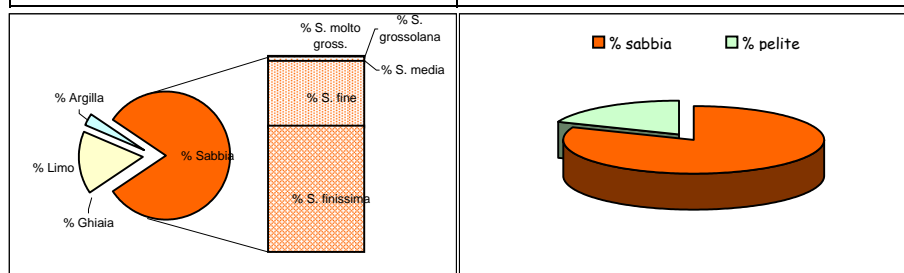 % S. molto
gross.
% S.
grossolana
% S. media
% Argilla
% S. fine
% Sabbia
% Limo
% S. finissima
% Ghiaia
% sabbia
% pelite